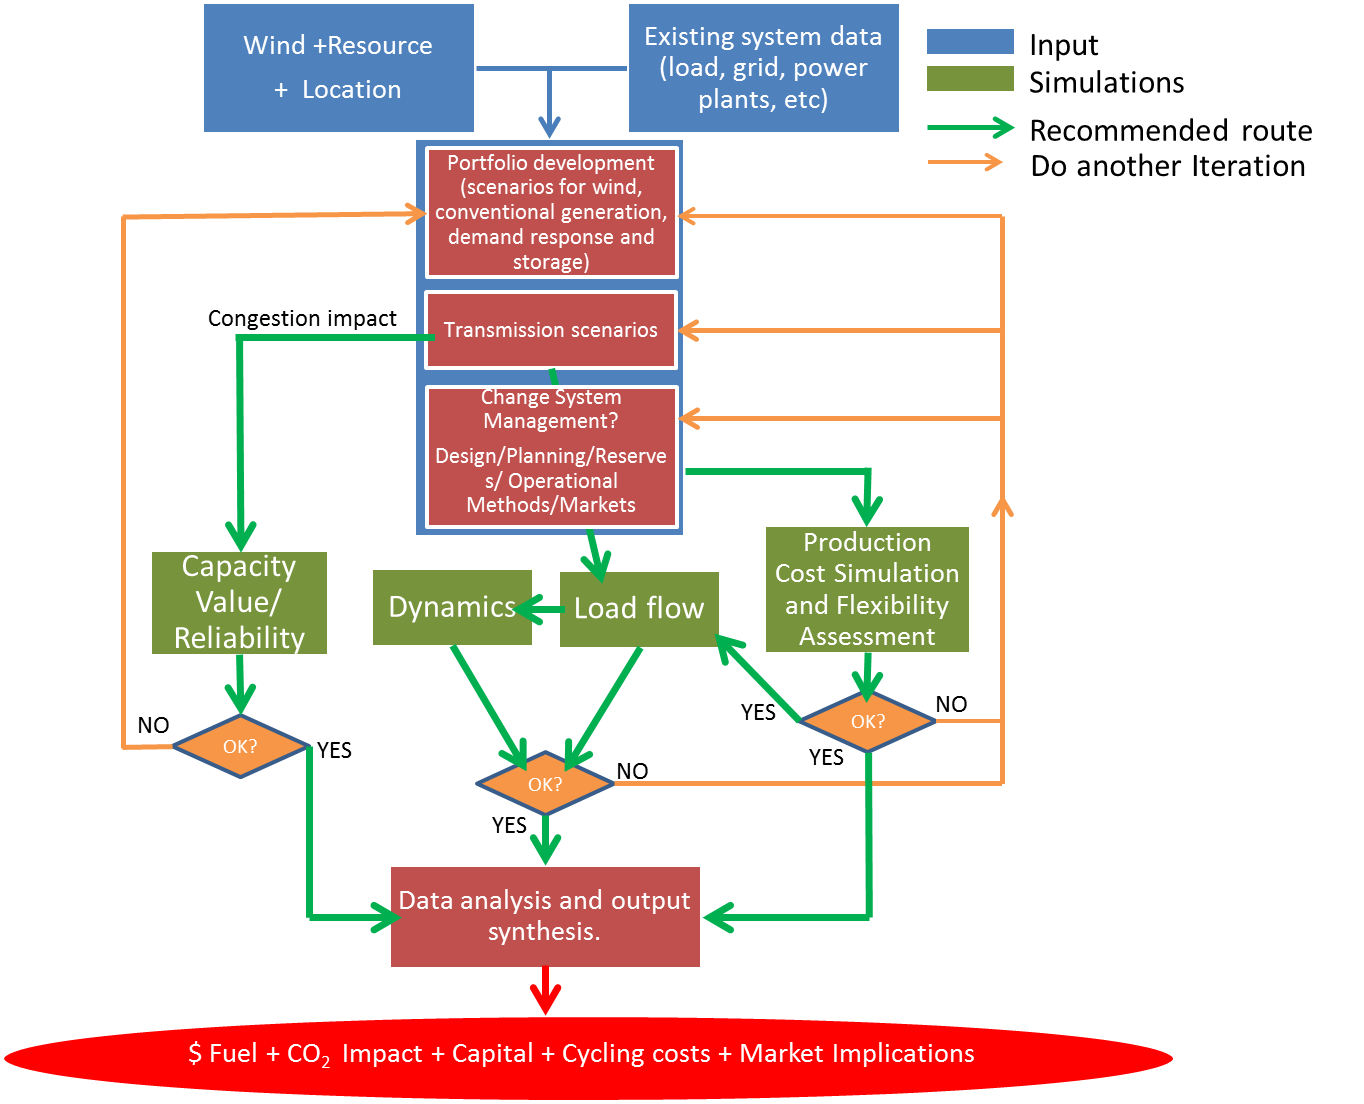 Wind +Resource
+ Location
Existing system data
(load, grid, power
plants, etc)
Input
Simulations
Recommended route
Do another Iteration
Portfolio development
(scenarios for wind,
conventional generation,
demand response and
storage)
Congestion impact
Transmission scenarios
Change System
Management?
Design/Planning/Reserve
s/ Operational
Methods/Markets
Capacity
Value/
Reliability
Dynamics
Load flow
Production
Cost Simulation
and Flexibility
Assessment
NO
OK?
YES
YES
OK?
NO
YES
OK?
NO
YES
Data analysis and output
synthesis.
$ Fuel + CO2 Impact + Capital + Cycling costs + Market Implications